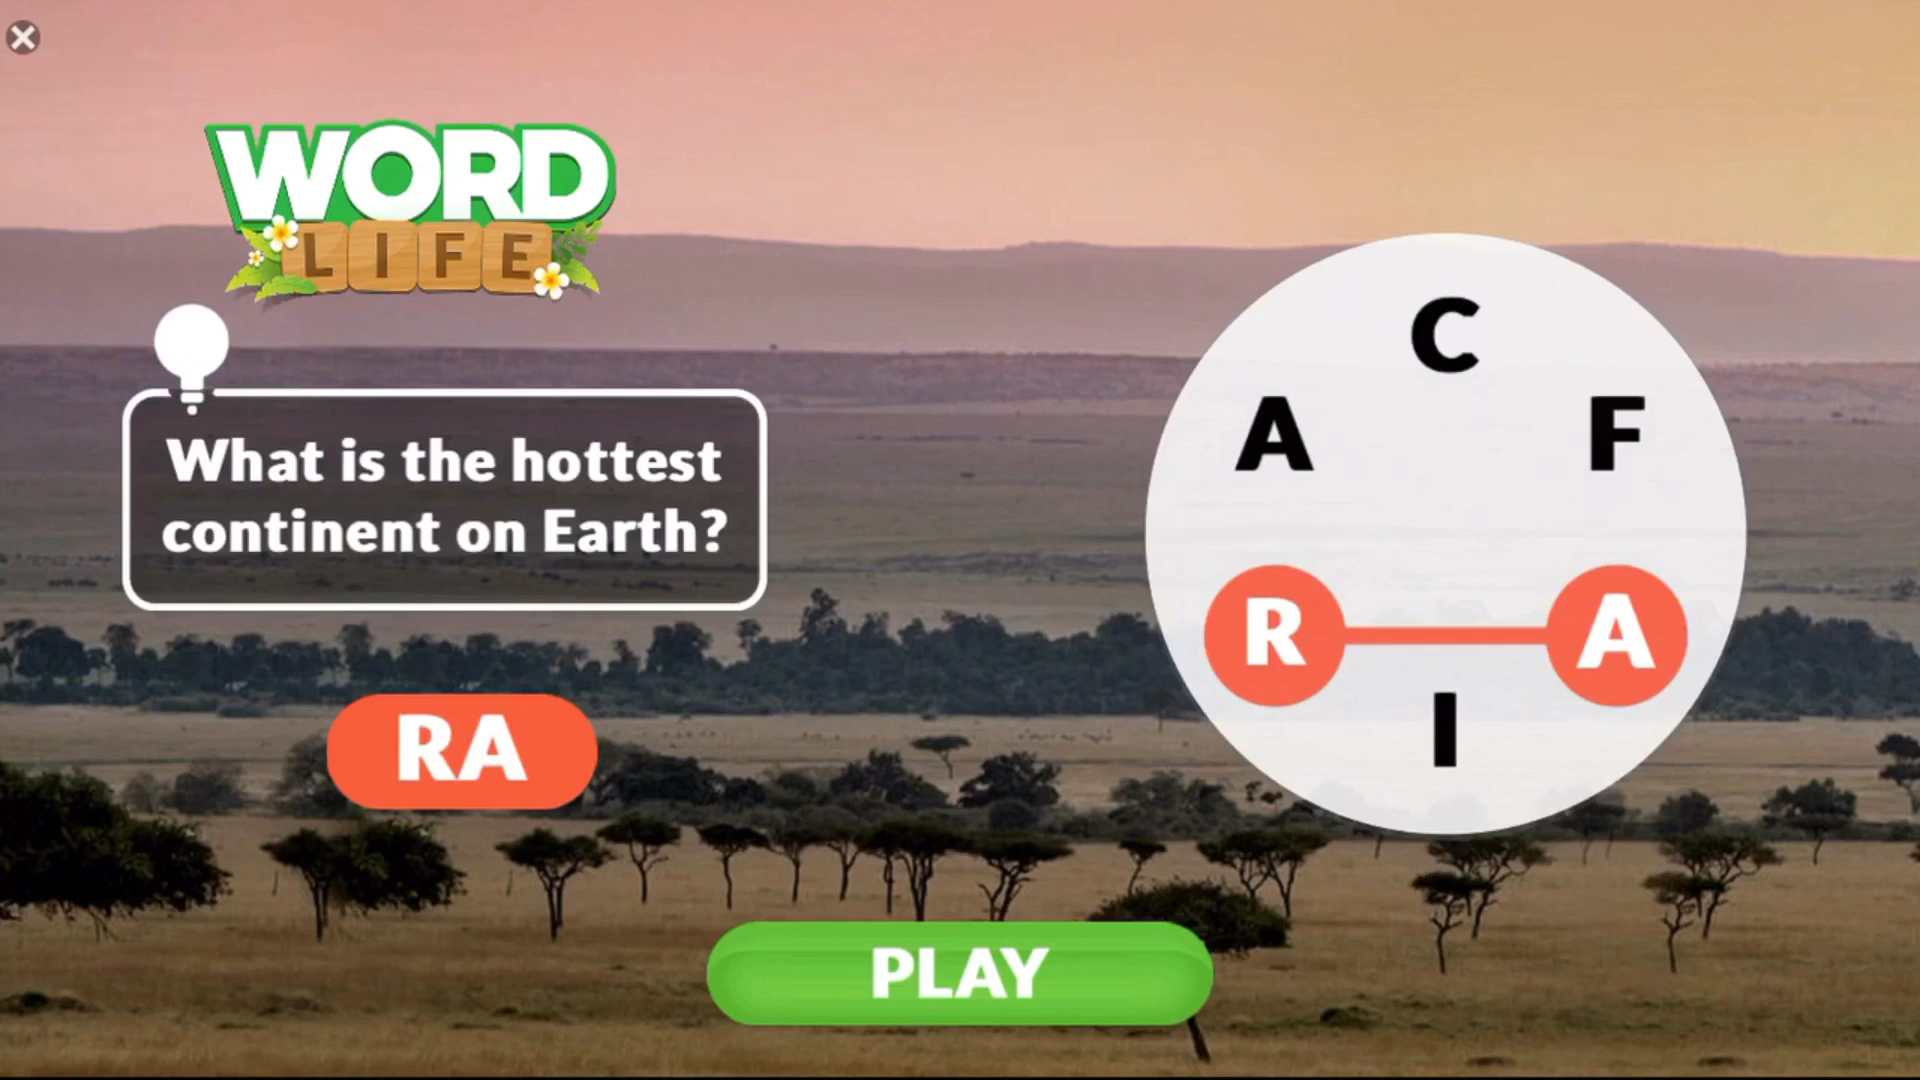 WORD
LIFE
What is the hottest
continent on Earth?
RA
C
A
F
R
A
I
PLAY